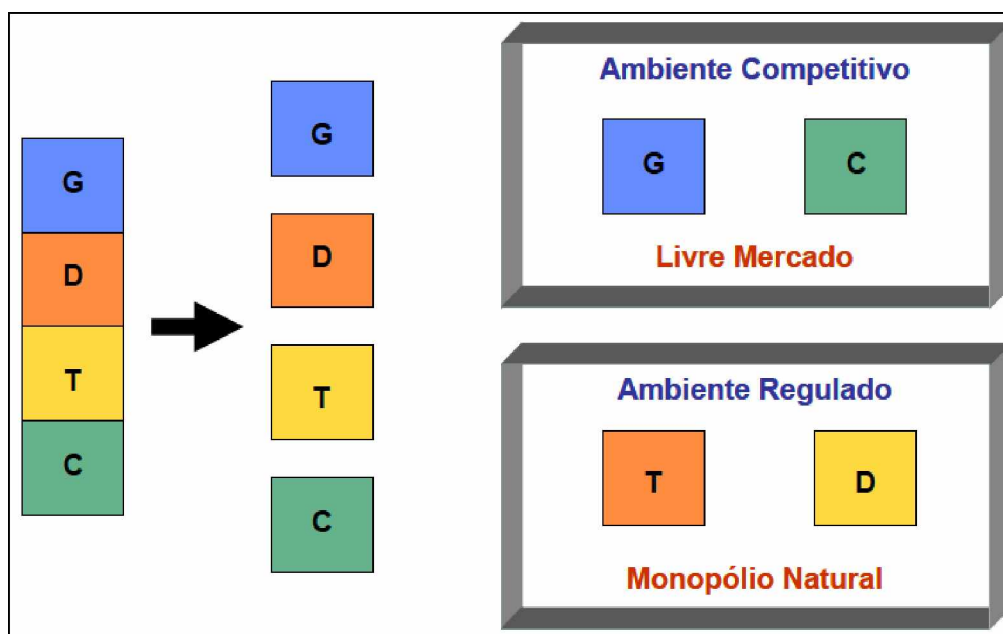 G
D
T
C
G
D
T
C
Ambiente Competitivo
G C
Livre Mercado
Ambiente Regulado
T D
Monopólio Natural